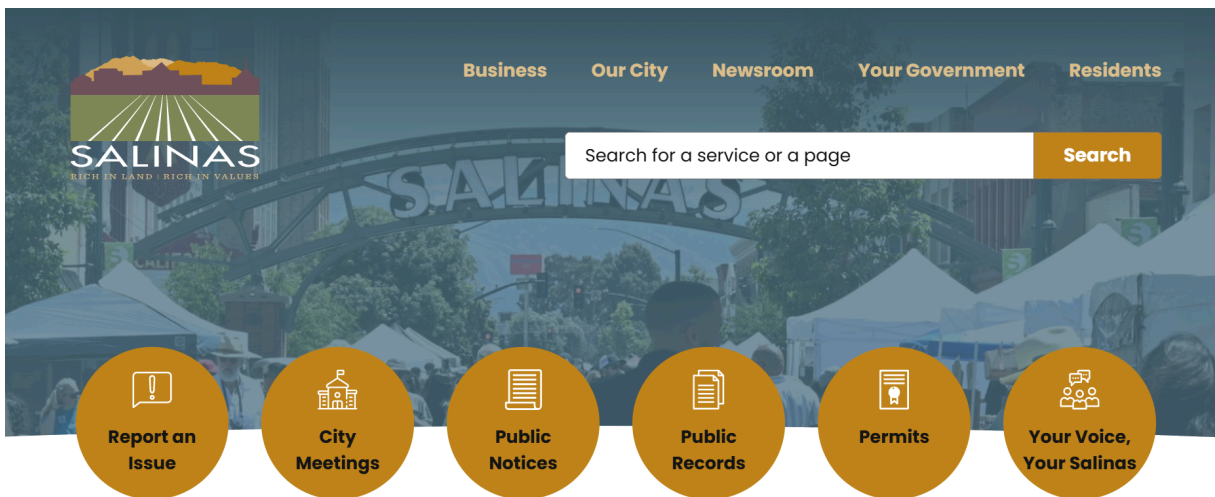 Business Our City Newsroom Your Government Residents
SALINAS
RICH IN LAND | RICH IN VALUES
Search for a service or a page Search
SALINAS
Report an
Issue
City
Meetings
Public
Notices
Public
Records
Permits
Your Voice,
Your Salinas